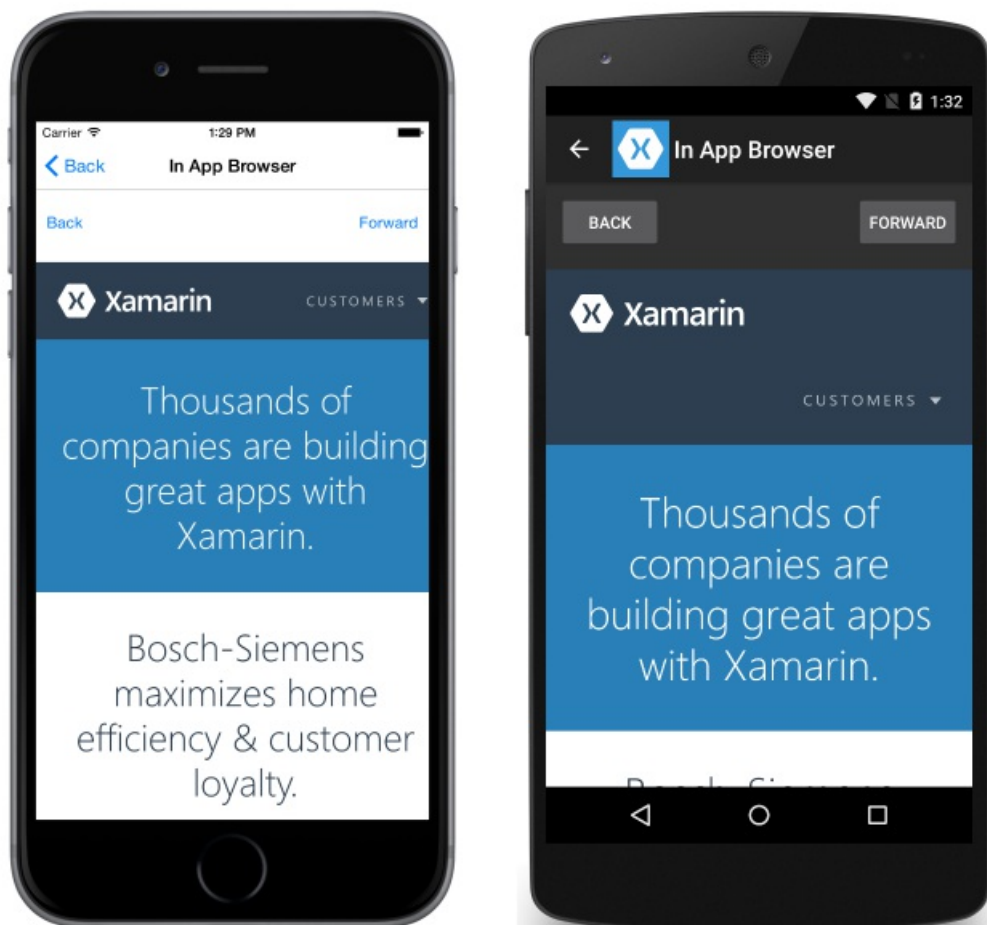 Carrier
1:29 PM
Back
In App Browser
Back
Forward
Xamarin
CUSTOMERS
Thousands of
companies are building
great apps with
Xamarin.
Bosch-Siemens
maximizes home
efficiency & customer
loyalty.
1:32
In App Browser
BACK
FORWARD
Xamarin
CUSTOMERS
Thousands of
companies are
building great apps
with Xamarin.